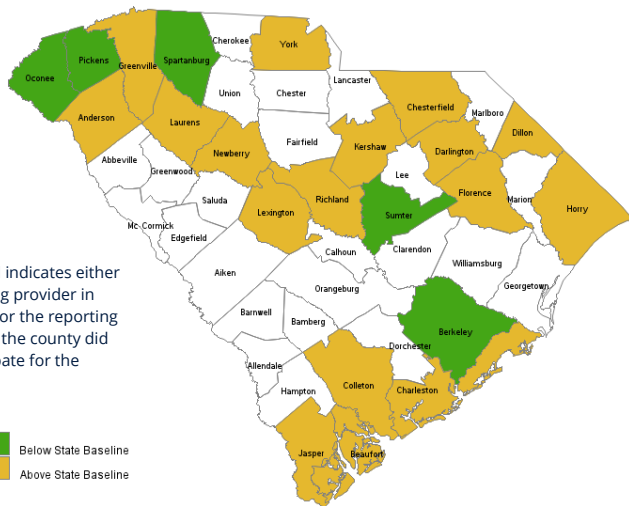 Cherokee
York
Spartanburg
Pickens
Greenville
Oconee
Lancaster
Union
Chester
Chesterfield
Marlboro
Anderson
Laurens
Dillon
Fairfield
Kershaw
Darlington
Newberry
Abbeville
Greenwood
Lee
Florence
Marion
Saluda
Richland
Lexington
Horry
Sumter
Mc Cormick
Edgefield
Calhoun
Clarendon
Williamsburg
Aiken
Georgetown
Orangeburg
Barnwell
Bamberg
Berkeley
Dorchester
Allendale
Colleton
Charleston
Hampton
Jasper
Beaufort
indicates either
g provider in
or the reporting
the county did
pate for the
Below State Baseline
Above State Baseline